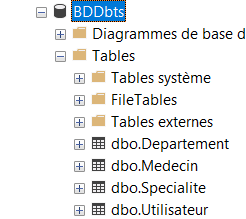 BDDbts
Diagrammes de base d
Tables
Tables système
FileTables
Tables externes
dbo.Departement
dbo.Medecin
dbo.Specialite
dbo.Utilisateur